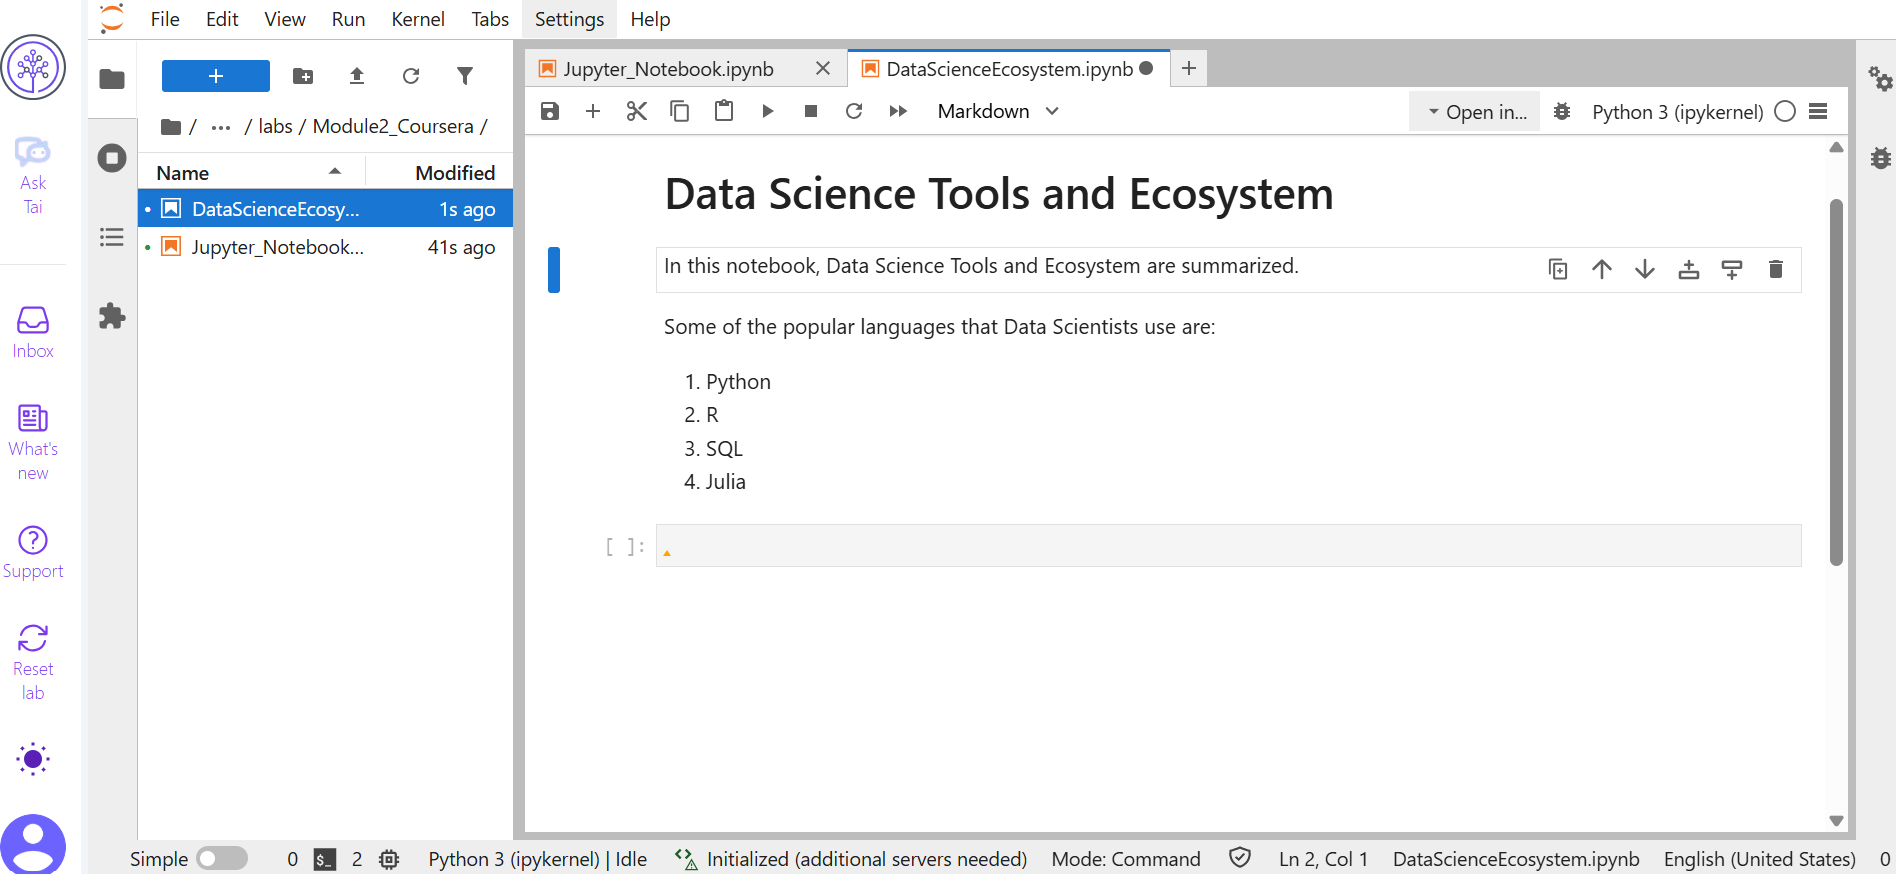 File Edit View Run Kernel Tabs Settings Help
Ask
Tai
Inbox
What's
new
Support
Reset
lab
+
/ ... / labs / Module2_Coursera /
Name Modified
DataScienceEcosy... 1s ago
Jupyter_Notebook... 41s ago
Jupyter_Notebook.ipynb
DataScienceEcosystem.ipynb
Markdown
Open in...
Python 3 (ipykernel)
Data Science Tools and Ecosystem
In this notebook, Data Science Tools and Ecosystem are summarized.
Some of the popular languages that Data Scientists use are:
1. Python
2. R
3. SQL
4. Julia
[ ]:
Simple 0 $_ 2 Python 3 (ipykernel) | Idle Initialized (additional servers needed) Mode: Command Ln 2, Col 1 DataScienceEcosystem.ipynb English (United States) 0